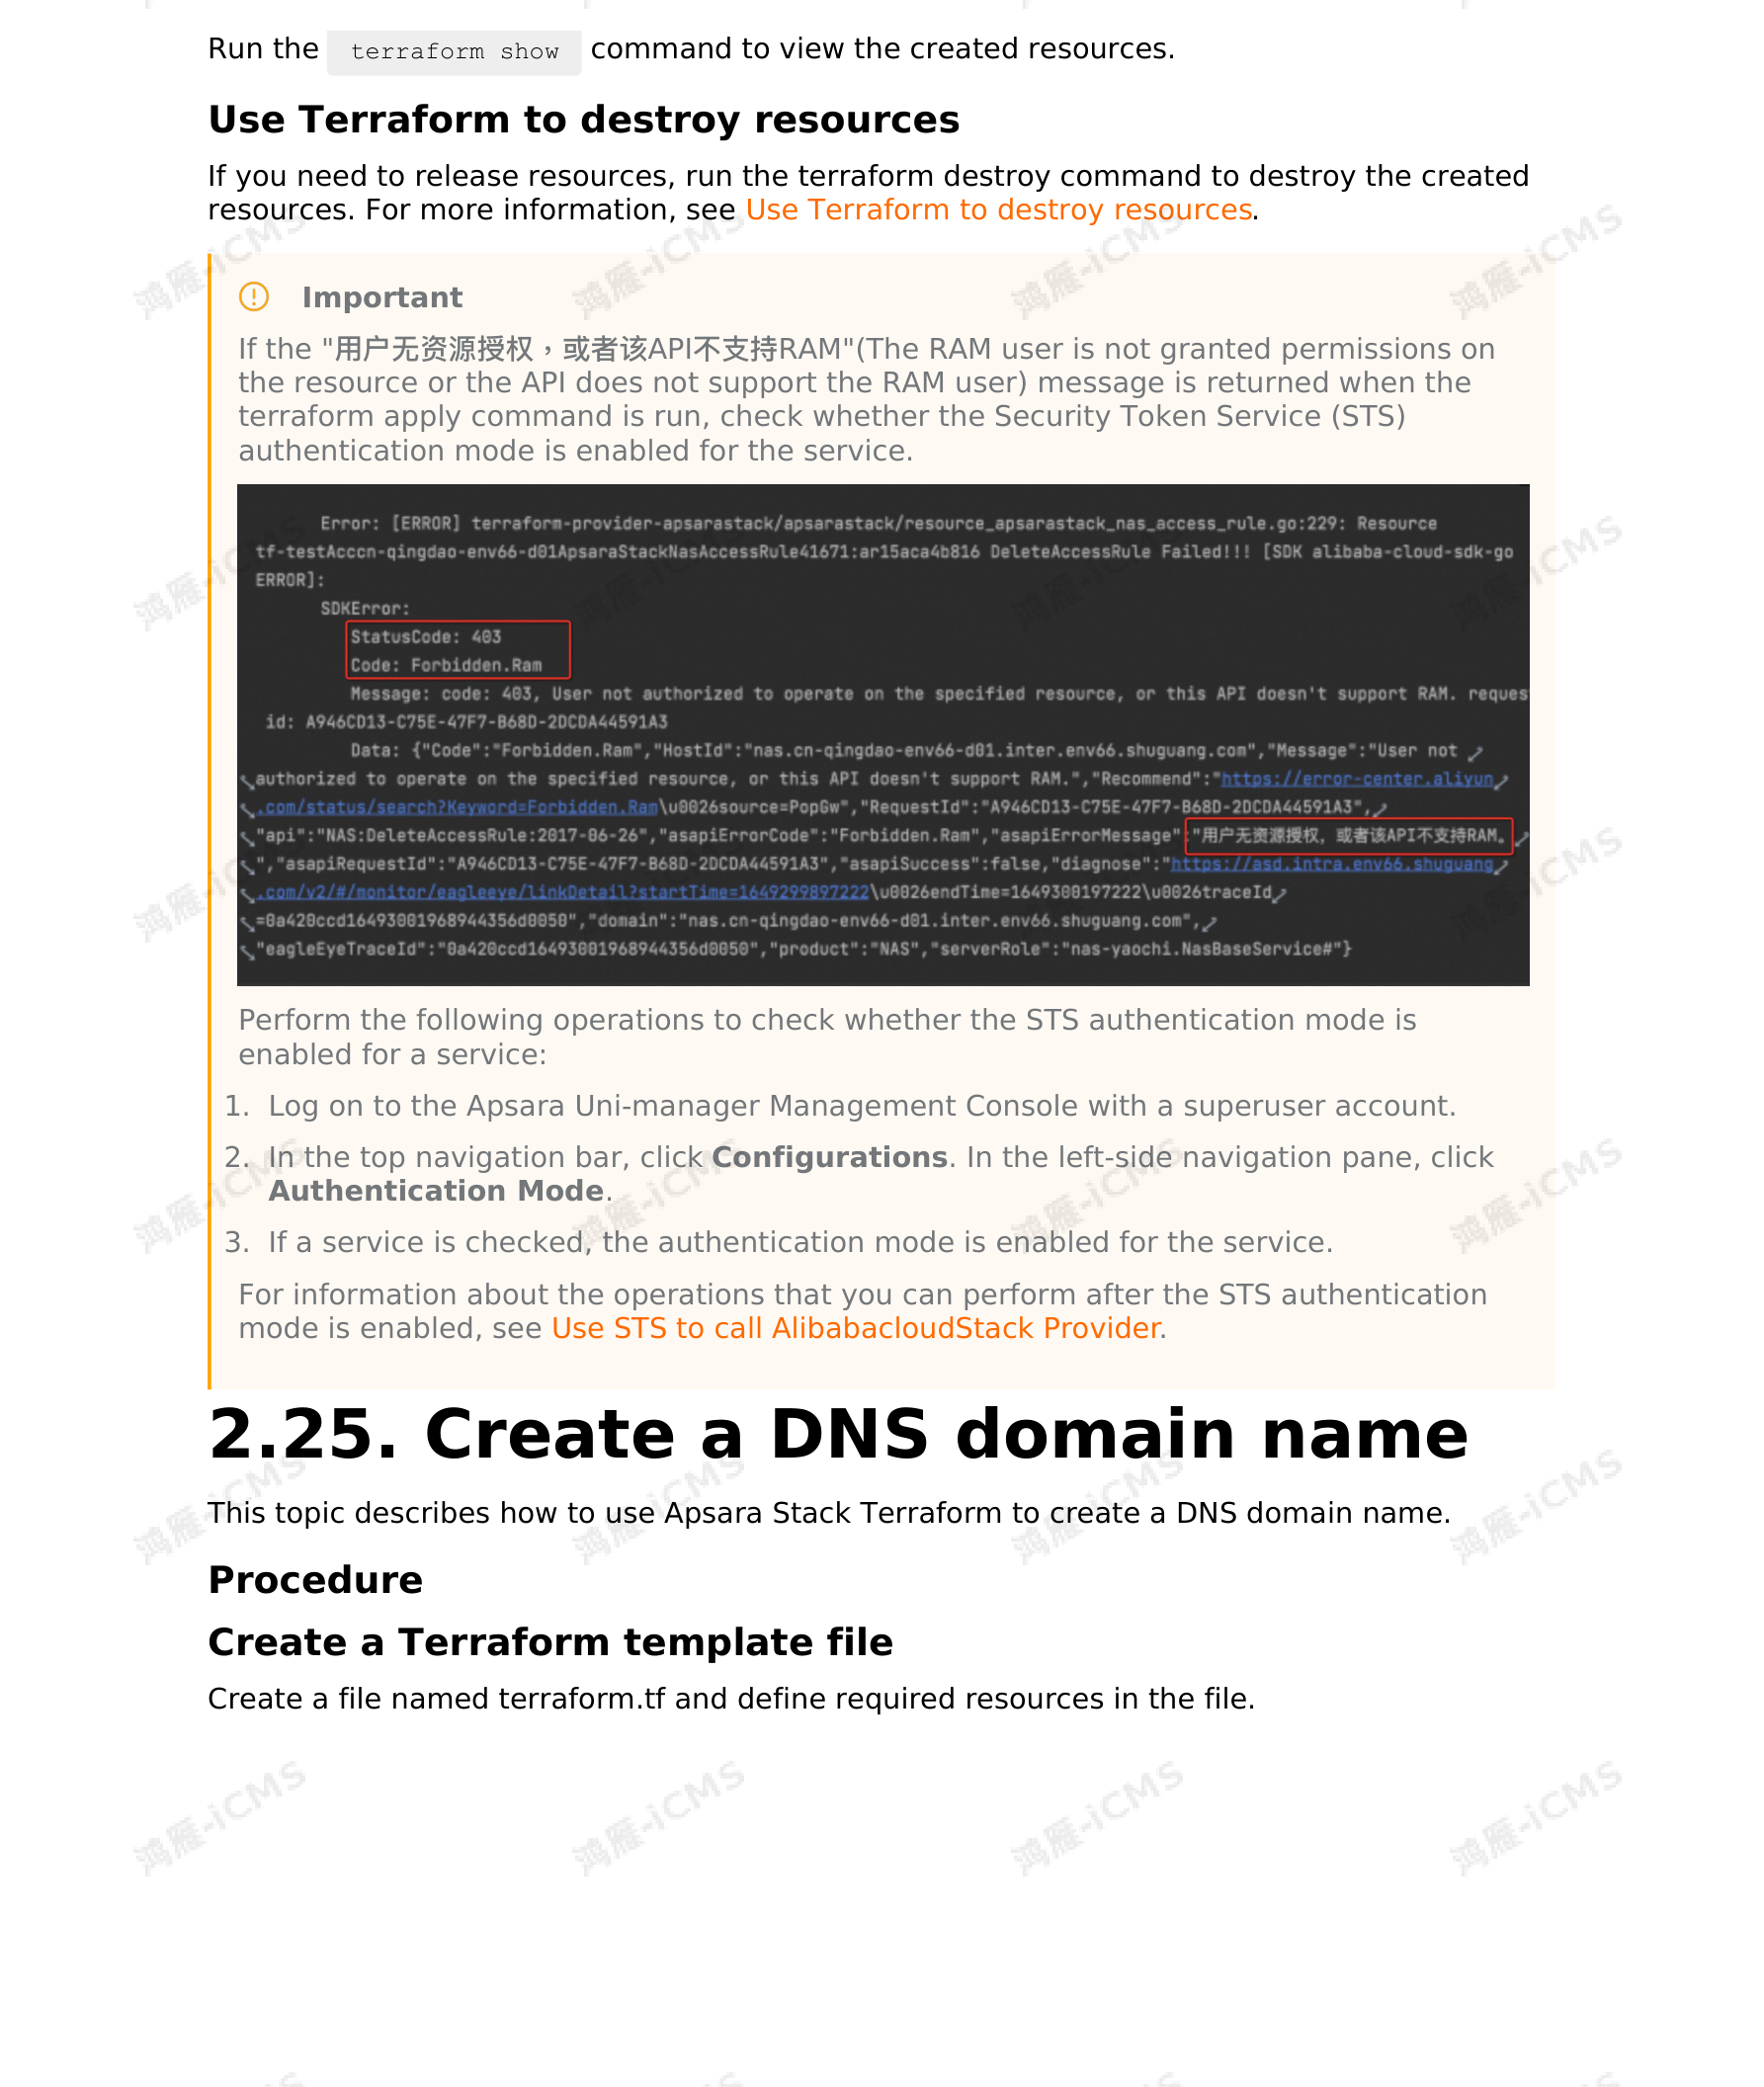 Run the terraform show command to view the created resources.
Use Terraform to destroy resources
If you need to release resources, run the terraform destroy command to destroy the created
resources. For more information, see Use Terraform to destroy resources.
Important
If the "用户无资源授权，或者该API不支持RAM"(The RAM user is not granted permissions on
the resource or the API does not support the RAM user) message is returned when the
terraform apply command is run, check whether the Security Token Service (STS)
authentication mode is enabled for the service.
Error: [ERROR] terraform-provider-apsarastack/apsarastack/resource_apsarastack_nas_access_rule.go:229: Resource
tf-testAcccn-qingdao-env66-d01ApsaraStackNasAccessRule41671:ar15aca4b816 DeleteAccessRule Failed!!! [SDK alibaba-cloud-sdk-go
ERROR]:
SDKError:
StatusCode: 403
Code: Forbidden.Ram
Message: code: 403, User not authorized to operate on the specified resource, or this API doesn't support RAM. reques
id: A946CD13-C75E-47F7-B68D-2DCDA44591A3
Data: {"Code":"Forbidden.Ram","HostId":"nas.cn-qingdao-env66-d01.inter.env66.shuguang.com","Message":"User not
authorized to operate on the specified resource, or this API doesn't support RAM.","Recommend":"https://error-center.aliyun
.com/status/search?Keyword=Forbidden.Ram\u0026source=PopGw","RequestId":"A946CD13-C75E-47F7-B68D-2DCDA44591A3",
"api":"NAS:DeleteAccessRule:2017-06-26","asapiErrorCode":"Forbidden.Ram","asapiErrorMessage":"用户无资源授权，或者该API不支持RAM。
","asapiRequestId":"A946CD13-C75E-47F7-B68D-2DCDA44591A3","asapiSuccess":false,"diagnose":"https://asd.intra.env66.shuguang
.com/v2/#/monitor/eagleeye/linkDetail?startTime=1649299897222\u0026endTime=1649300197222\u0026traceId
=0a420ccd16493001968944356d0050","domain":"nas.cn-qingdao-env66-d01.inter.env66.shuguang.com",
"eagleEyeTraceId":"0a420ccd16493001968944356d0050","product":"NAS","serverRole":"nas-yaochi.NasBaseService#"}
Perform the following operations to check whether the STS authentication mode is
enabled for a service:
1. Log on to the Apsara Uni-manager Management Console with a superuser account.
2. In the top navigation bar, click Configurations. In the left-side navigation pane, click
Authentication Mode.
3. If a service is checked, the authentication mode is enabled for the service.
For information about the operations that you can perform after the STS authentication
mode is enabled, see Use STS to call AlibabacloudStack Provider.
2.25. Create a DNS domain name
This topic describes how to use Apsara Stack Terraform to create a DNS domain name.
Procedure
Create a Terraform template file
Create a file named terraform.tf and define required resources in the file.
鸿雁-iCMS